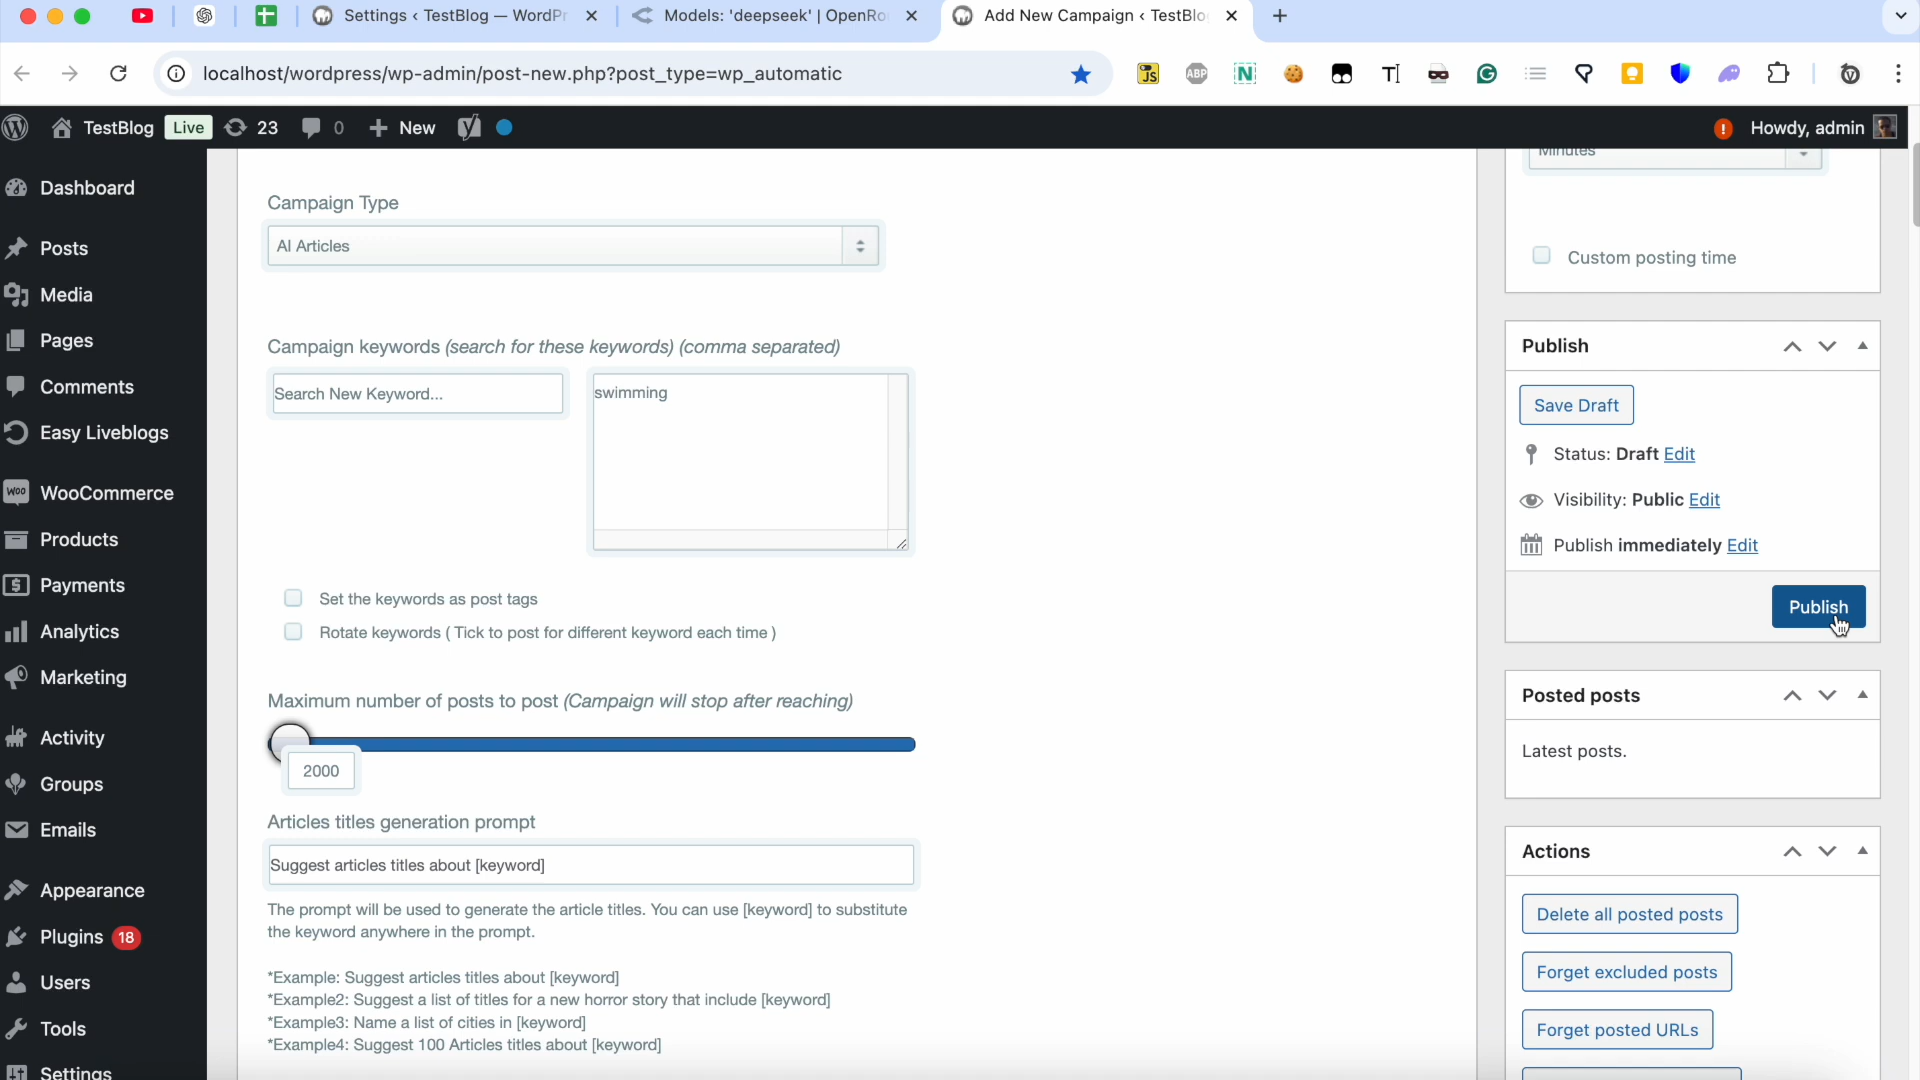 Settings ‹ TestBlog — WordPr
Models: 'deepseek' | OpenRo
Add New Campaign ‹ TestBlo
localhost/wordpress/wp-admin/post-new.php?post_type=wp_automatic
JS
ABP
N
TestBlog
Live
23
0
New
Howdy, admin
Dashboard
Posts
Media
Pages
Comments
Easy Liveblogs
Woo
WooCommerce
Products
Payments
Analytics
Marketing
Activity
Groups
Emails
Appearance
Plugins 18
Users
Tools
Settings
Campaign Type
AI Articles
Campaign keywords (search for these keywords) (comma separated)
Search New Keyword...
swimming
Set the keywords as post tags
Rotate keywords ( Tick to post for different keyword each time )
Maximum number of posts to post (Campaign will stop after reaching)
2000
Articles titles generation prompt
Suggest articles titles about [keyword]
The prompt will be used to generate the article titles. You can use [keyword] to substitute
the keyword anywhere in the prompt.
*Example: Suggest articles titles about [keyword]
*Example2: Suggest a list of titles for a new horror story that include [keyword]
*Example3: Name a list of cities in [keyword]
*Example4: Suggest 100 Articles titles about [keyword]
Minutes
Custom posting time
Publish
Save Draft
Status: Draft Edit
Visibility: Public Edit
Publish immediately Edit
Publish
Posted posts
Latest posts.
Actions
Delete all posted posts
Forget excluded posts
Forget posted URLs